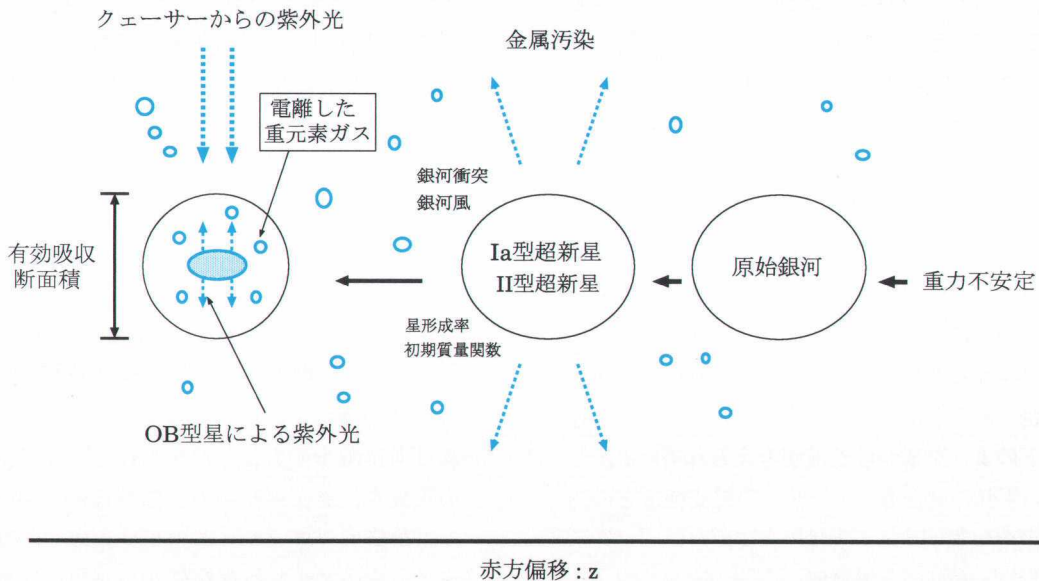 クェーサーからの紫外光
金属汚染
電離した
重元素ガス
銀河衝突
銀河風
有効吸収
断面積
Ia型超新星
II型超新星
原始銀河
重力不安定
星形成率
初期質量関数
OB型星による紫外光
赤方偏移：z